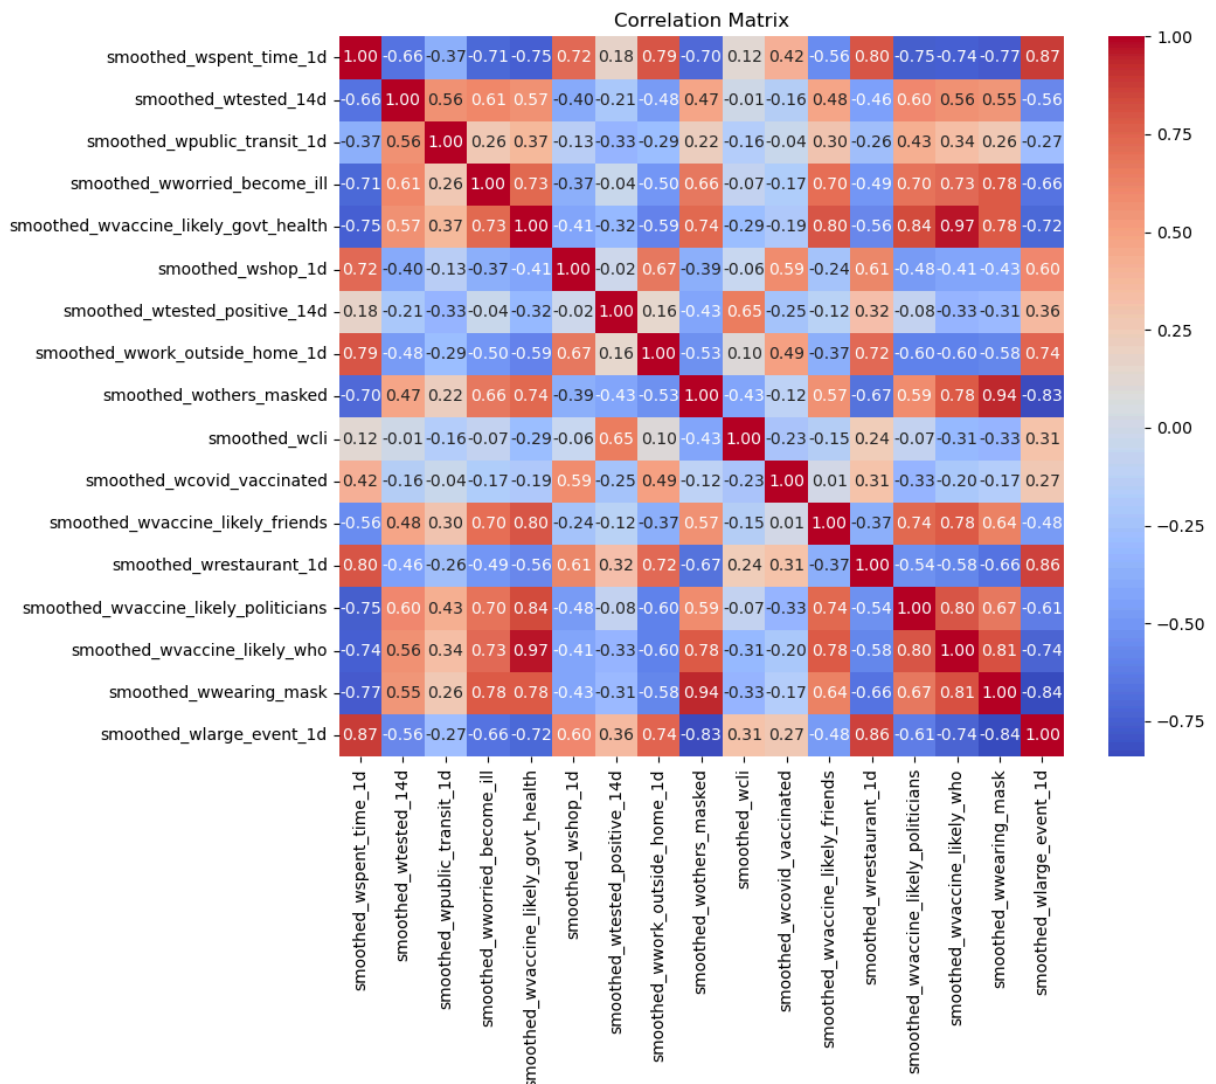 Correlation Matrix
smoothed_wspent_time_1d 1.00 -0.66 -0.37 -0.71 -0.75 0.72 0.18 0.79 -0.70 0.12 0.42 -0.56 0.80 -0.75 -0.74 -0.77 0.87
smoothed_wtested_14d -0.66 1.00 0.56 0.61 0.57 -0.40 -0.21 -0.48 0.47 -0.01 -0.16 0.48 -0.46 0.60 0.56 0.55 -0.56
smoothed_wpublic_transit_1d -0.37 0.56 1.00 0.26 0.37 -0.13 -0.33 -0.29 0.22 -0.16 -0.04 0.30 -0.26 0.43 0.34 0.26 -0.27
smoothed_wworried_become_ill -0.71 0.61 0.26 1.00 0.73 -0.37 -0.04 -0.50 0.66 -0.07 -0.17 0.70 -0.49 0.70 0.73 0.78 -0.66
smoothed_wvaccine_likely_govt_health -0.75 0.57 0.37 0.73 1.00 -0.41 -0.32 -0.59 0.74 -0.29 -0.19 0.80 -0.56 0.84 0.97 0.78 -0.72
smoothed_wshop_1d 0.72 -0.40 -0.13 -0.37 -0.41 1.00 -0.02 0.67 -0.39 -0.06 0.59 -0.24 0.61 -0.48 -0.41 -0.43 0.60
smoothed_wtested_positive_14d 0.18 -0.21 -0.33 -0.04 -0.32 -0.02 1.00 0.16 -0.43 0.65 -0.25 -0.12 0.32 -0.08 -0.33 -0.31 0.36
smoothed_wwork_outside_home_1d 0.79 -0.48 -0.29 -0.50 -0.59 0.67 0.16 1.00 -0.53 0.10 0.49 -0.37 0.72 -0.60 -0.60 -0.58 0.74
smoothed_wothers_masked -0.70 0.47 0.22 0.66 0.74 -0.39 -0.43 -0.53 1.00 -0.43 -0.12 0.57 -0.67 0.59 0.78 0.94 -0.83
smoothed_wcli 0.12 -0.01 -0.16 -0.07 -0.29 -0.06 0.65 0.10 -0.43 1.00 -0.23 -0.15 0.24 -0.07 -0.31 -0.33 0.31
smoothed_wcovid_vaccinated 0.42 -0.16 -0.04 -0.17 -0.19 0.59 -0.25 0.49 -0.12 -0.23 1.00 0.01 0.31 -0.33 -0.20 -0.17 0.27
smoothed_wvaccine_likely_friends -0.56 0.48 0.30 0.70 0.80 -0.24 -0.12 -0.37 0.57 -0.15 0.01 1.00 -0.37 0.74 0.78 0.64 -0.48
smoothed_wrestaurant_1d 0.80 -0.46 -0.26 -0.49 -0.56 0.61 0.32 0.72 -0.67 0.24 0.31 -0.37 1.00 -0.54 -0.58 -0.66 0.86
smoothed_wvaccine_likely_politicians -0.75 0.60 0.43 0.70 0.84 -0.48 -0.08 -0.60 0.59 -0.07 -0.33 0.74 -0.54 1.00 0.80 0.67 -0.61
smoothed_wvaccine_likely_who -0.74 0.56 0.34 0.73 0.97 -0.41 -0.33 -0.60 0.78 -0.31 -0.20 0.78 -0.58 0.80 1.00 0.81 -0.74
smoothed_wwearing_mask -0.77 0.55 0.26 0.78 0.78 -0.43 -0.31 -0.58 0.94 -0.33 -0.17 0.64 -0.66 0.67 0.81 1.00 -0.84
smoothed_wlarge_event_1d 0.87 -0.56 -0.27 -0.66 -0.72 0.60 0.36 0.74 -0.83 0.31 0.27 -0.48 0.86 -0.61 -0.74 -0.84 1.00
smoothed_wspent_time_1d
smoothed_wtested_14d
smoothed_wpublic_transit_1d
smoothed_wworried_become_ill
smoothed_wvaccine_likely_govt_health
smoothed_wshop_1d
smoothed_wtested_positive_14d
smoothed_wwork_outside_home_1d
smoothed_wothers_masked
smoothed_wcli
smoothed_wcovid_vaccinated
smoothed_wvaccine_likely_friends
smoothed_wrestaurant_1d
smoothed_wvaccine_likely_politicians
smoothed_wvaccine_likely_who
smoothed_wwearing_mask
smoothed_wlarge_event_1d
1.00
0.75
0.50
0.25
0.00
−0.25
−0.50
−0.75